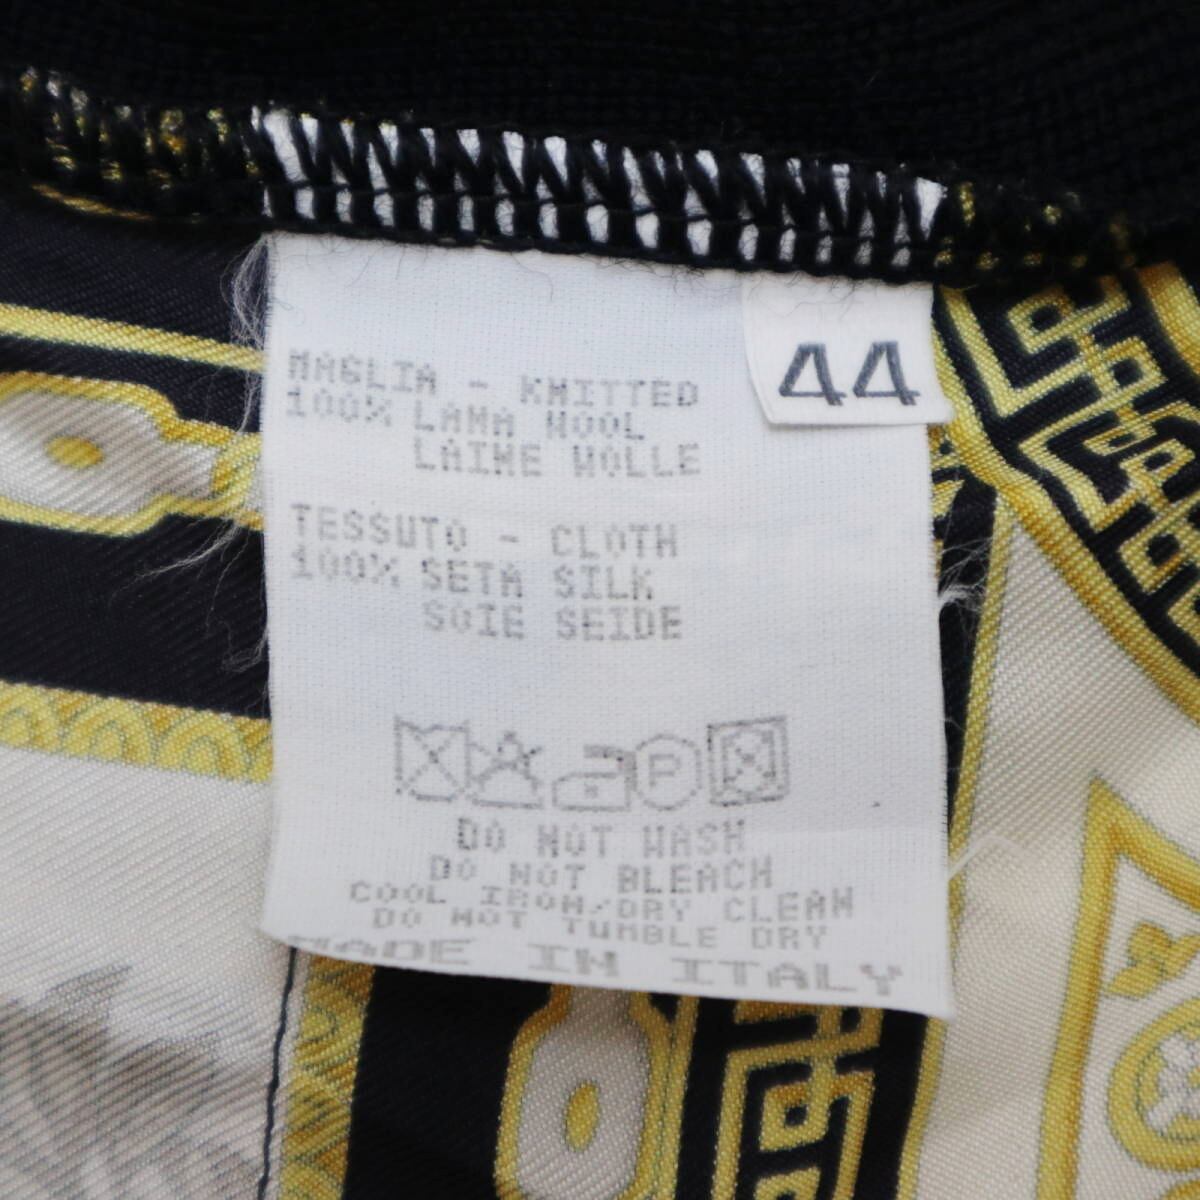 44
MAGLIA - KNITTED
100% LANA WOOL
LAINE WOLLE
TESSUTO - CLOTH
100% SETA SILK
SOIE SEIDE
P
DO NOT WASH
DO NOT BLEACH
COOL IRON/DRY CLEAN
DO NOT TUMBLE DRY
MADE IN ITALY